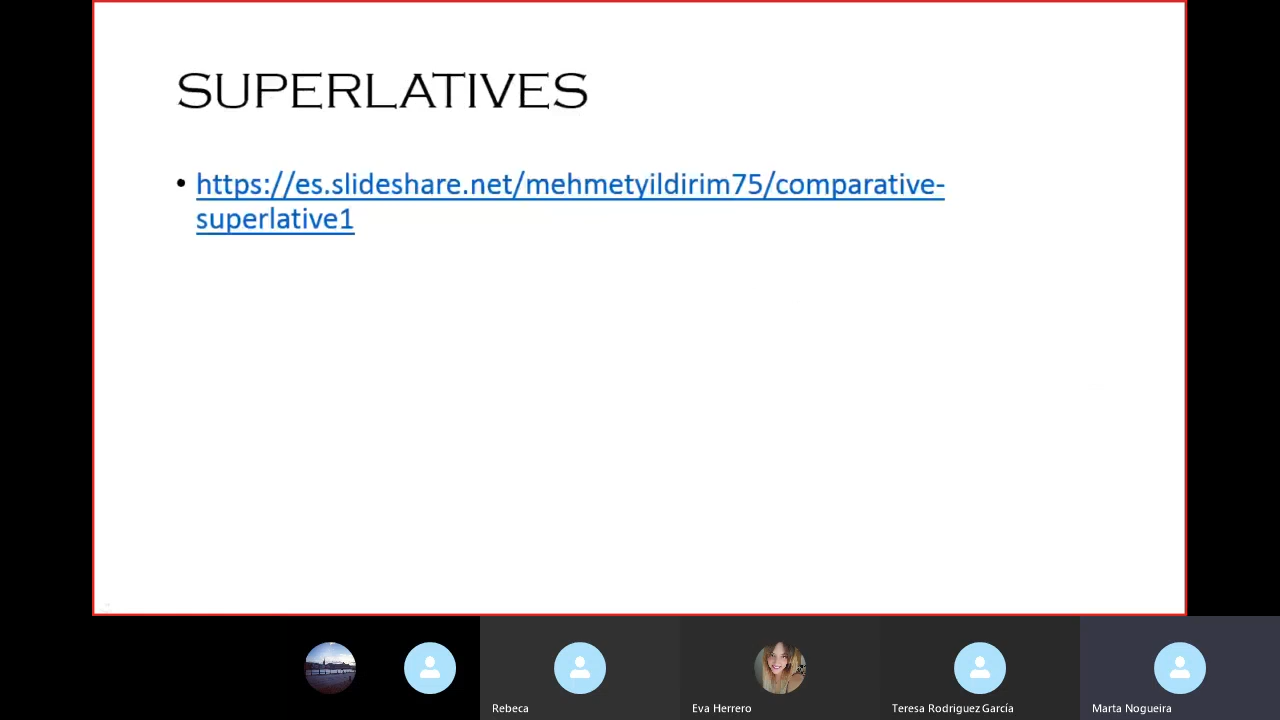 SUPERLATIVES
• https://es.slideshare.net/mehmetyildirim75/comparative-
superlative1
Rebeca
Eva Herrero
Teresa Rodriguez García
Marta Nogueira